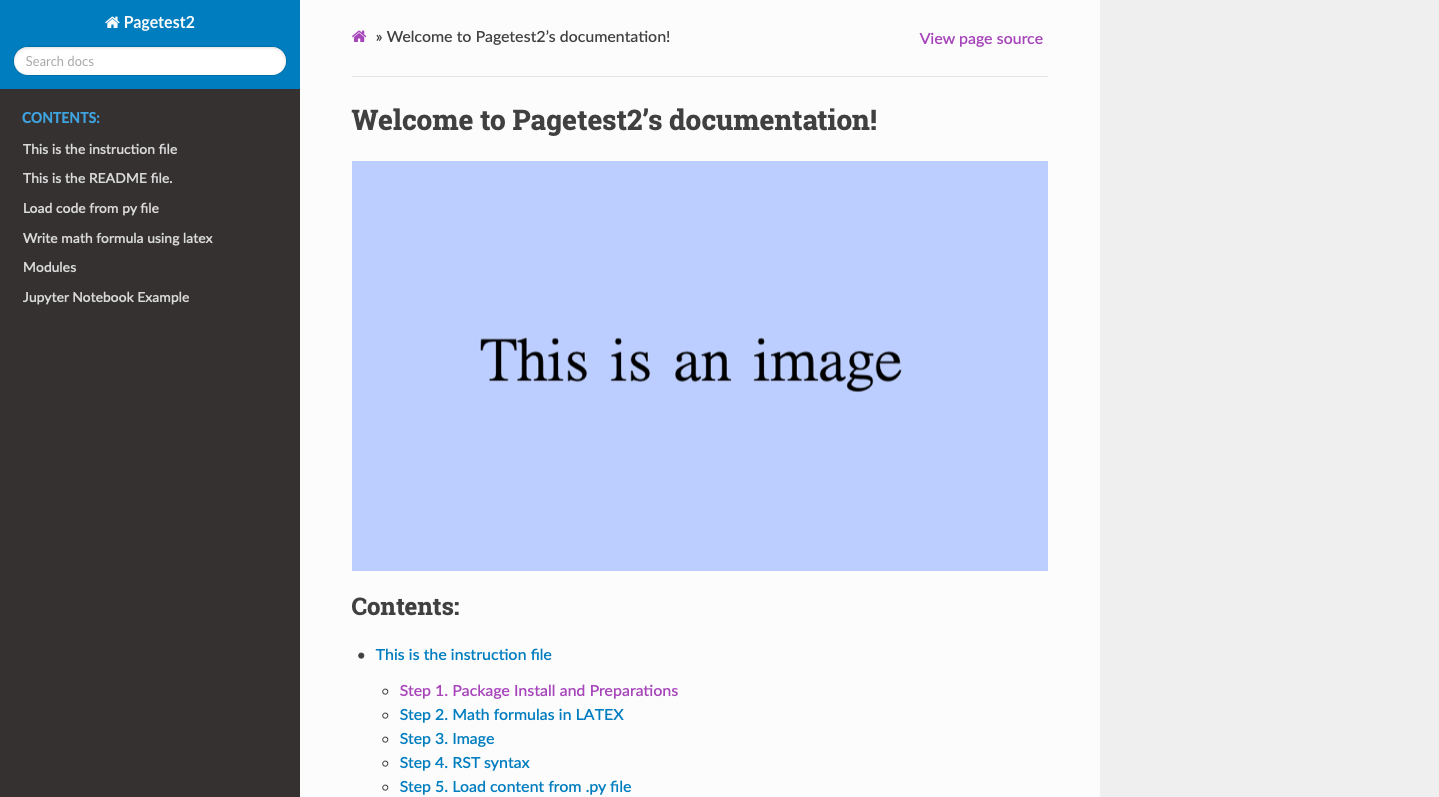 Pagetest2
Search docs
CONTENTS:
This is the instruction file
This is the README file.
Load code from py file
Write math formula using latex
Modules
Jupyter Notebook Example
» Welcome to Pagetest2’s documentation!
View page source
Welcome to Pagetest2’s documentation!
This is an image
Contents:
This is the instruction file
Step 1. Package Install and Preparations
Step 2. Math formulas in LATEX
Step 3. Image
Step 4. RST syntax
Step 5. Load content from .py file